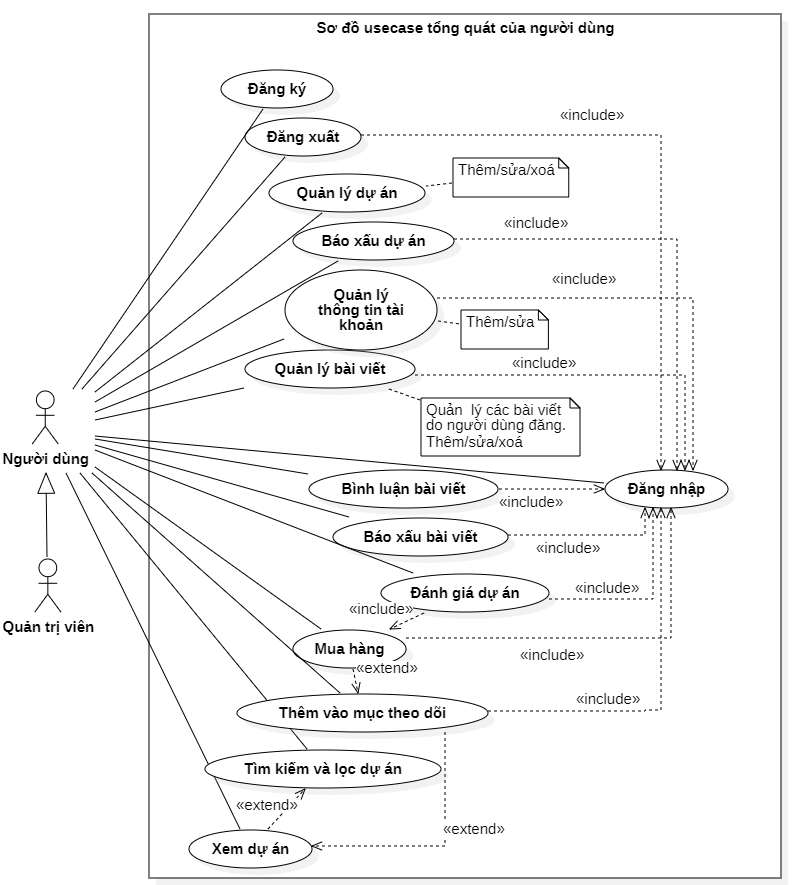 Sơ đồ usecase tổng quát của người dùng
Đăng ký
«include»
Đăng xuất
Thêm/sửa/xoá
Quản lý dự án
«include»
Báo xấu dự án
«include»
Quản lý
thông tin tài
khoản
Thêm/sửa
«include»
Quản lý bài viết
Quản lý các bài viết
do người dùng đăng.
Thêm/sửa/xoá
Người dùng
Bình luận bài viết
Đăng nhập
«include»
Báo xấu bài viết
«include»
«include»
Đánh giá dự án
«include»
Quản trị viên
Mua hàng
«include»
«extend»
«include»
Thêm vào mục theo dõi
Tìm kiếm và lọc dự án
«extend»
«extend»
Xem dự án